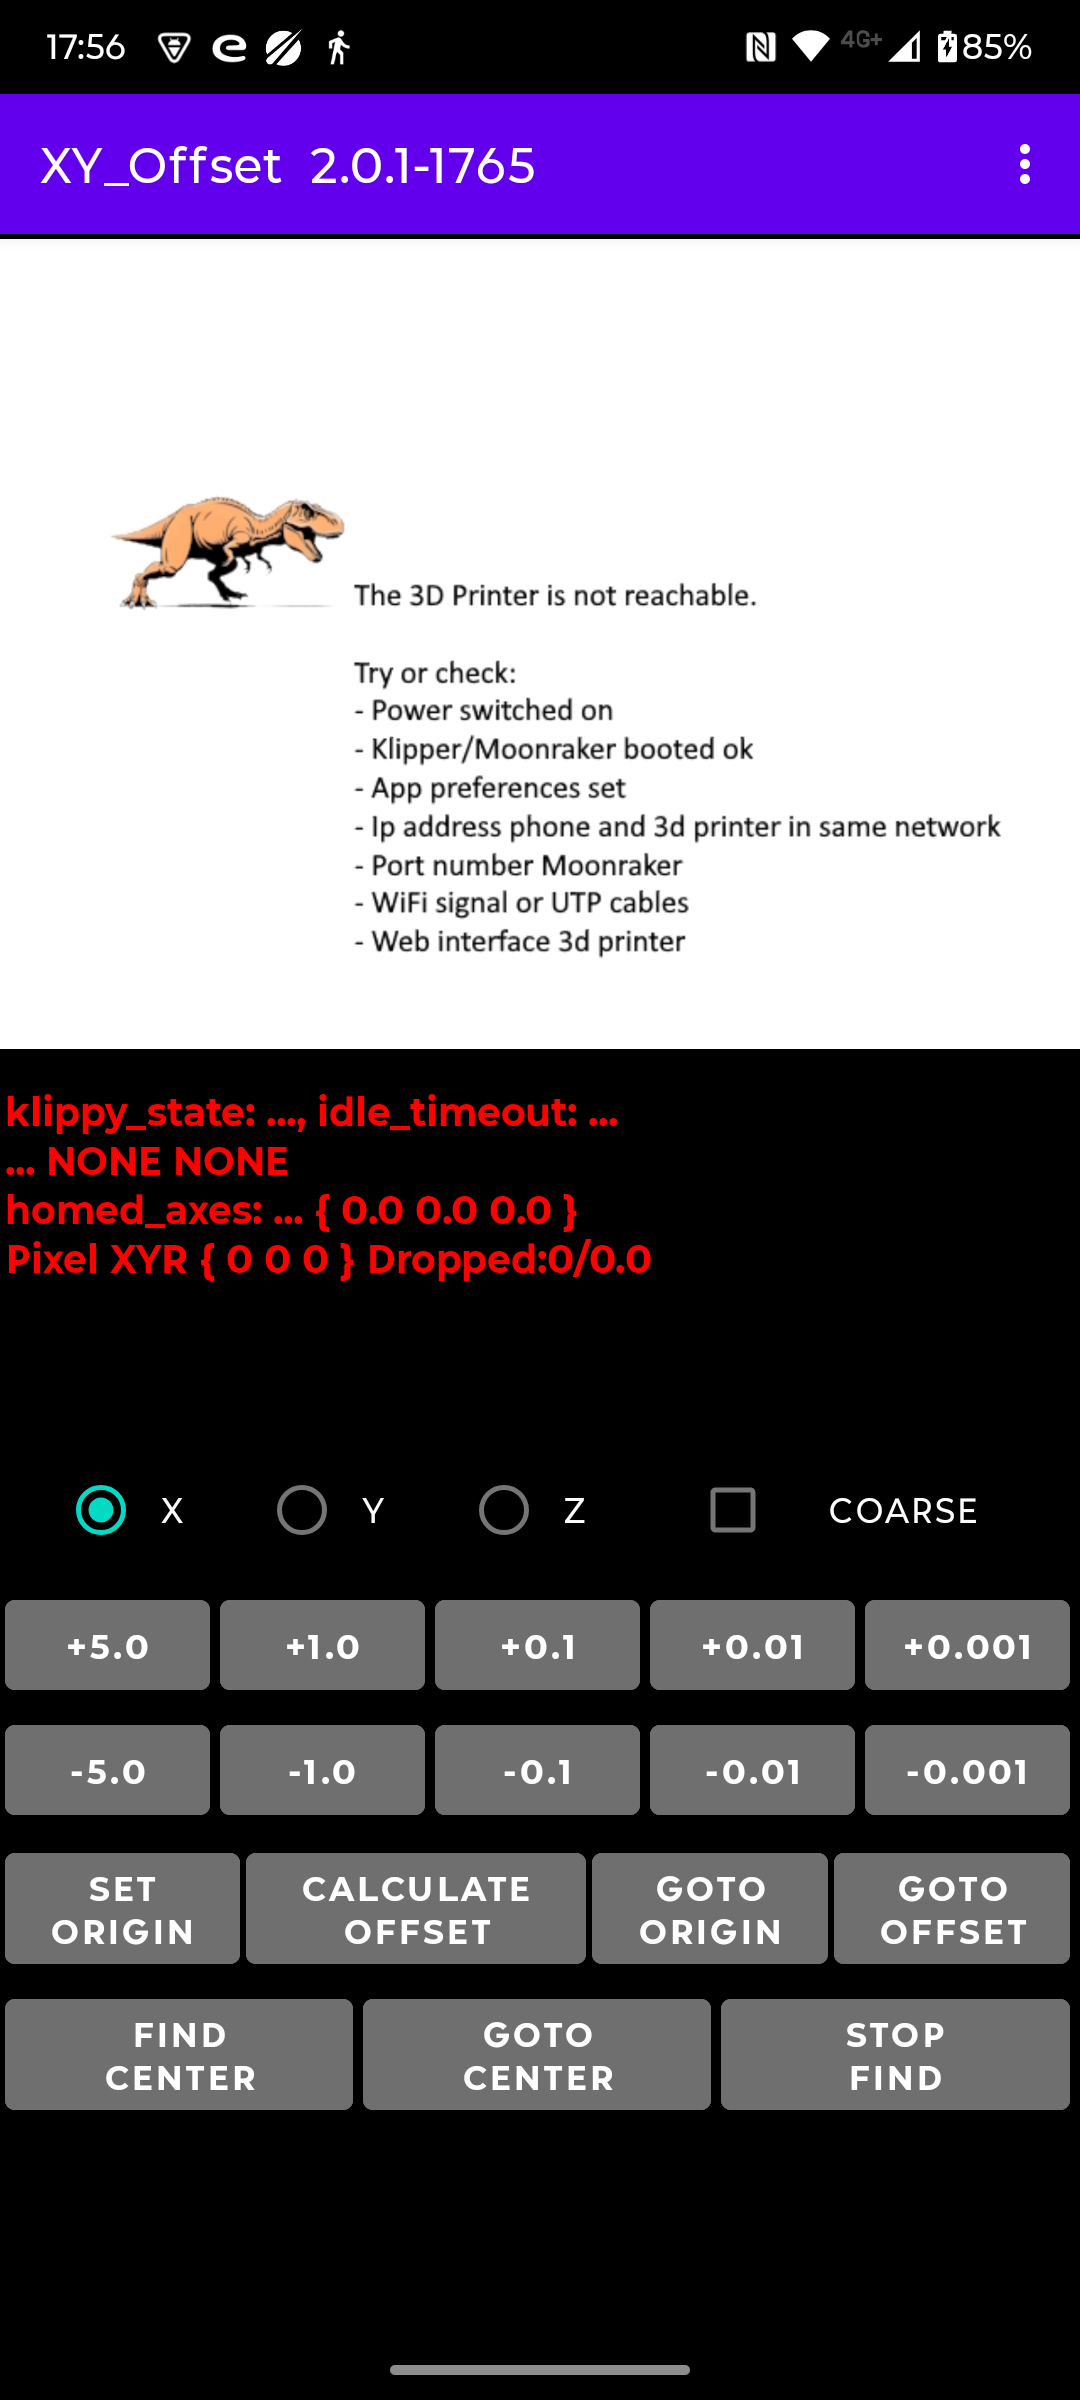 17:56 4G+ 85%
XY_Offset 2.0.1-1765
The 3D Printer is not reachable.
Try or check:
- Power switched on
- Klipper/Moonraker booted ok
- App preferences set
- Ip address phone and 3d printer in same network
- Port number Moonraker
- WiFi signal or UTP cables
- Web interface 3d printer
klippy_state: ..., idle_timeout: ...
... NONE NONE
homed_axes: ... { 0.0 0.0 0.0 }
Pixel XYR { 0 0 0 } Dropped:0/0.0
X Y Z COARSE
+5.0 +1.0 +0.1 +0.01 +0.001
-5.0 -1.0 -0.1 -0.01 -0.001
SET ORIGIN
CALCULATE OFFSET
GOTO ORIGIN
GOTO OFFSET
FIND CENTER
GOTO CENTER
STOP FIND